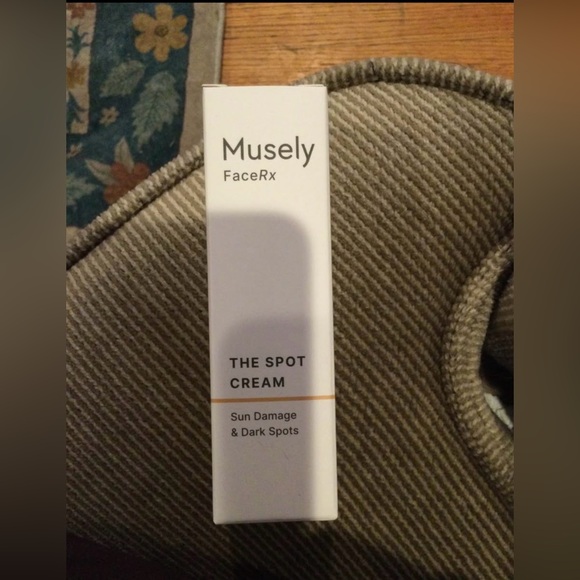 Musely
FaceRx
THE SPOT
CREAM
Sun Damage
& Dark Spots